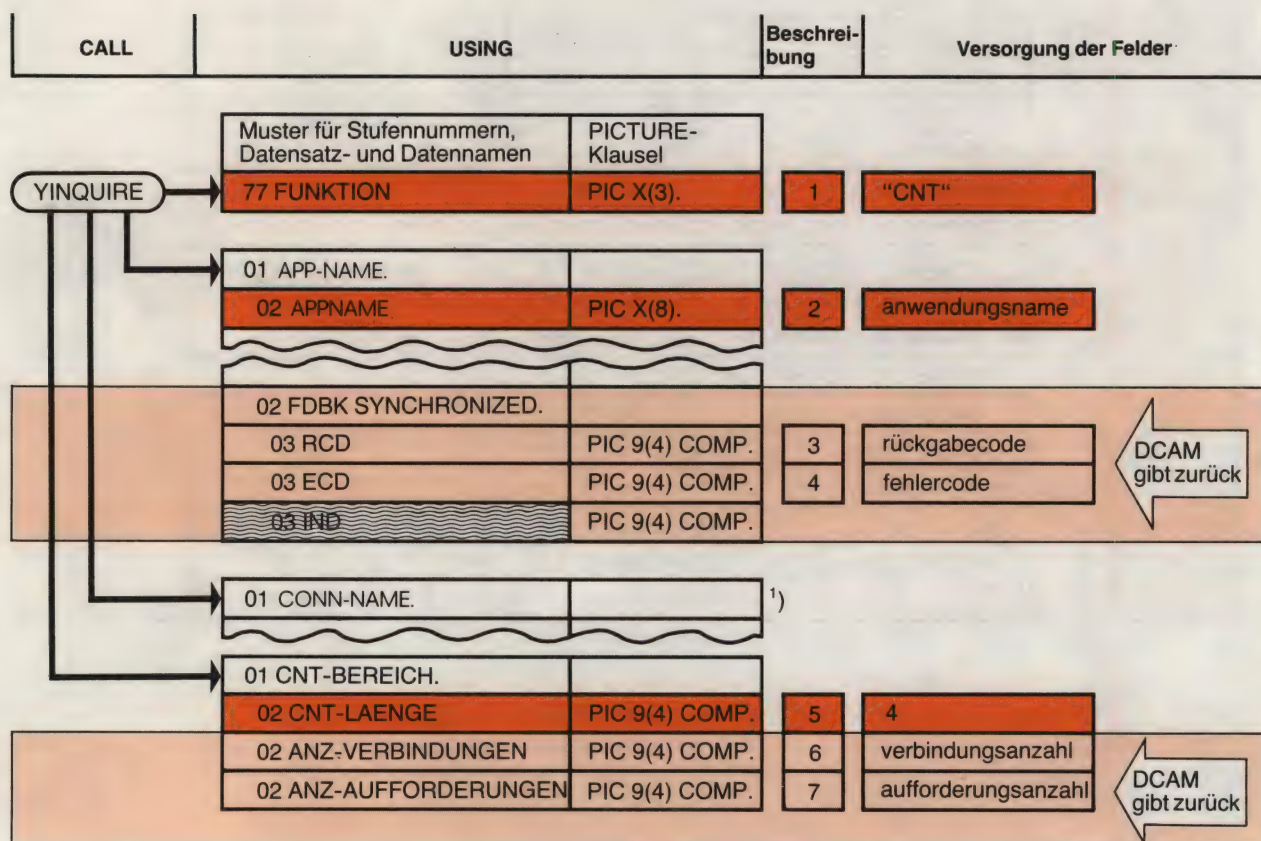 CALL USING Beschrei-
bung Versorgung der Felder
Muster für Stufennummern,
Datensatz- und Datennamen
PICTURE-
Klausel
YINQUIRE 77 FUNKTION PIC X(3). 1 "CNT"
01 APP-NAME.
02 APPNAME PIC X(8). 2 anwendungsname
02 FDBK SYNCHRONIZED.
03 RCD PIC 9(4) COMP. 3 rückgabecode
03 ECD PIC 9(4) COMP. 4 fehlercode
03 IND PIC 9(4) COMP.
DCAM
gibt zurück
01 CONN-NAME. 1)
01 CNT-BEREICH.
02 CNT-LAENGE PIC 9(4) COMP. 5 4
02 ANZ-VERBINDUNGEN PIC 9(4) COMP. 6 verbindungsanzahl
02 ANZ-AUFFORDERUNGEN PIC 9(4) COMP. 7 aufforderungsanzahl
DCAM
gibt zurück